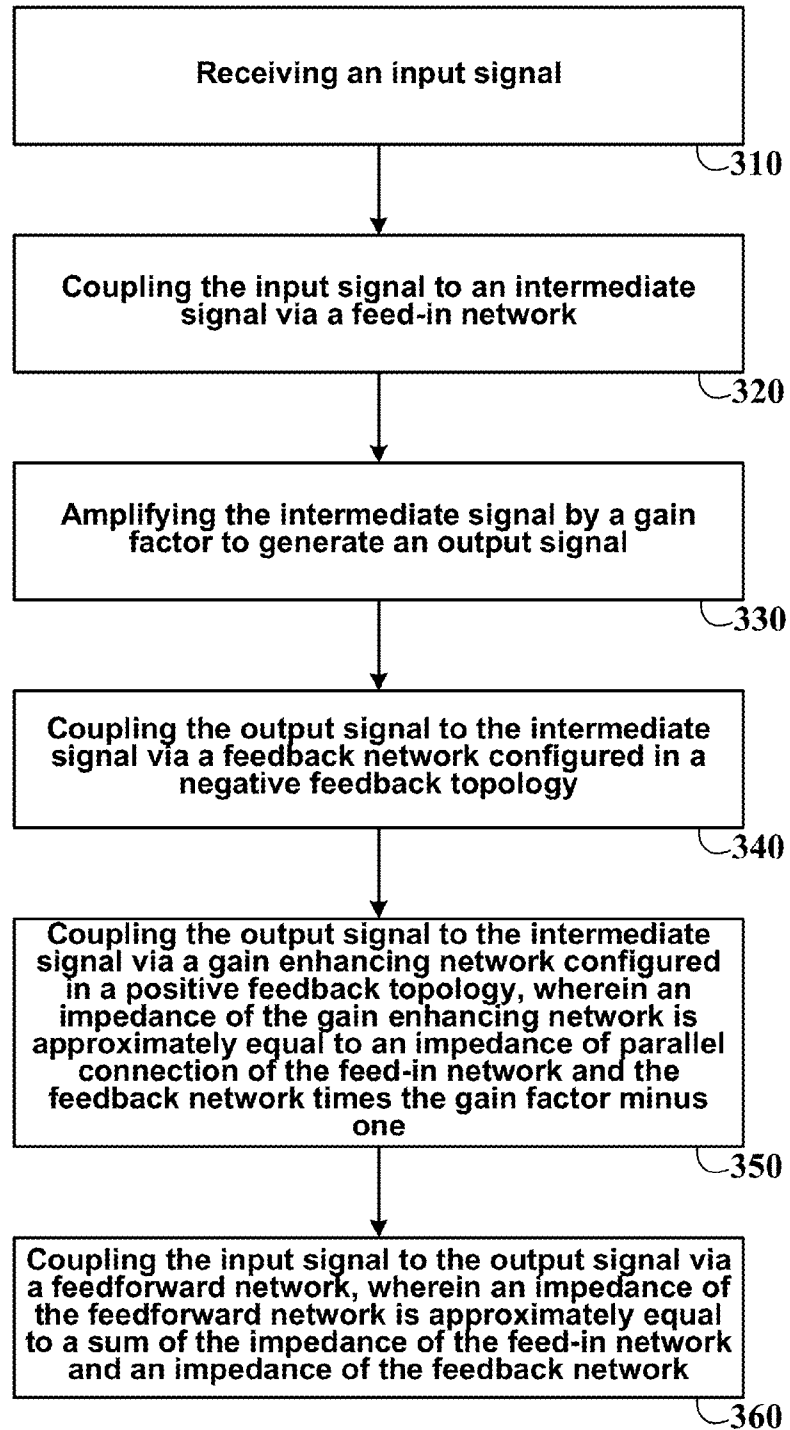 Receiving an input signal
310
Coupling the input signal to an intermediate
signal via a feed-in network
320
Amplifying the intermediate signal by a gain
factor to generate an output signal
330
Coupling the output signal to the intermediate
signal via a feedback network configured in a
negative feedback topology
340
Coupling the output signal to the intermediate
signal via a gain enhancing network configured
in a positive feedback topology, wherein an
impedance of the gain enhancing network is
approximately equal to an impedance of parallel
connection of the feed-in network and the
feedback network times the gain factor minus
one
350
Coupling the input signal to the output signal via
a feedforward network, wherein an impedance of
the feedforward network is approximately equal
to a sum of the impedance of the feed-in network
and an impedance of the feedback network
360